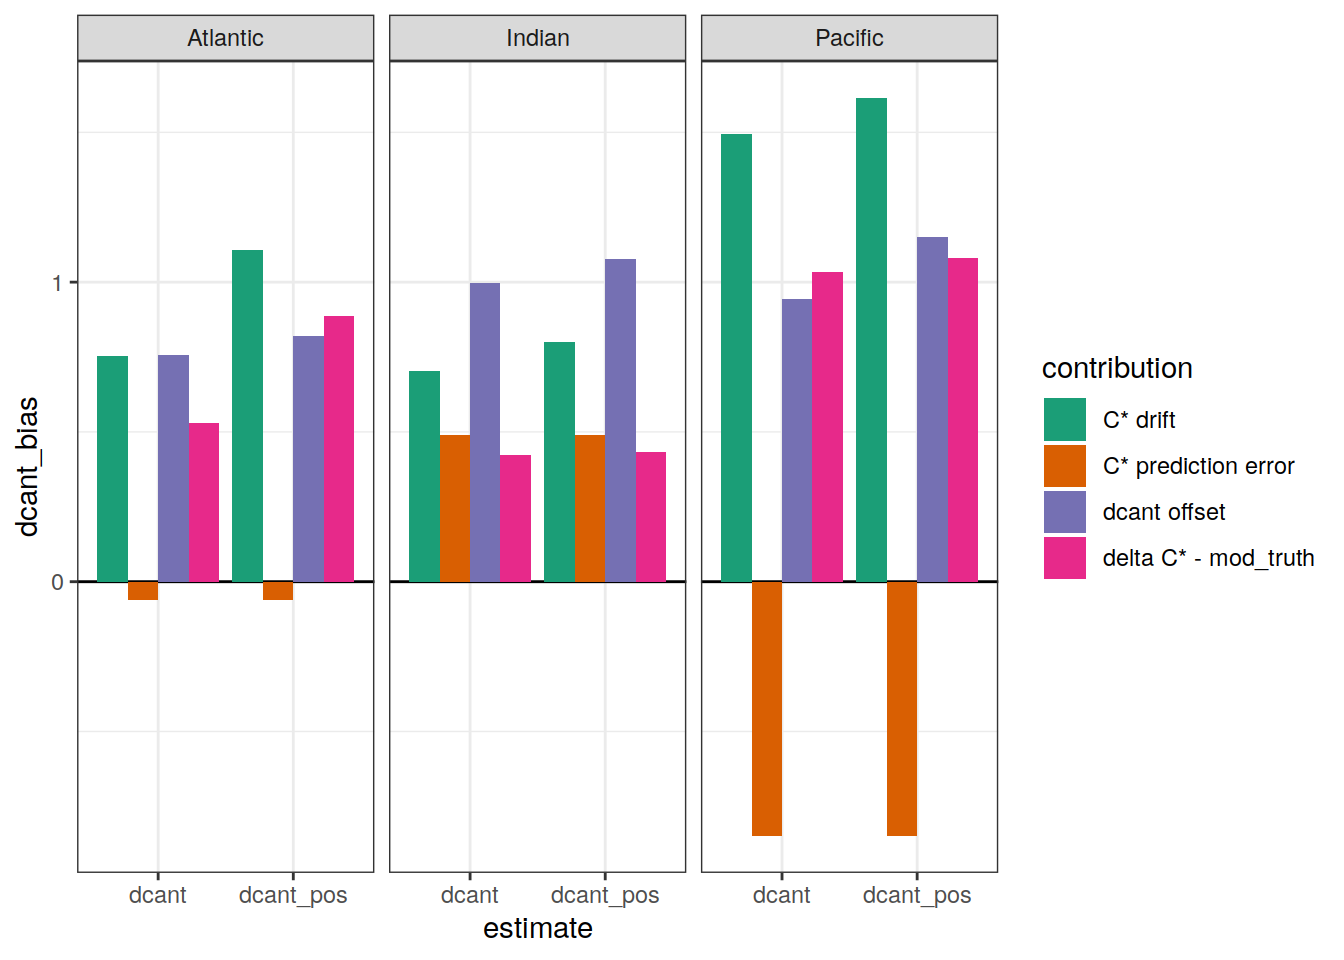 Atlantic
Indian
Pacific
dcant_bias
1
0
dcant
dcant_pos
dcant
dcant_pos
dcant
dcant_pos
estimate
contribution
C* drift
C* prediction error
dcant offset
delta C* - mod_truth